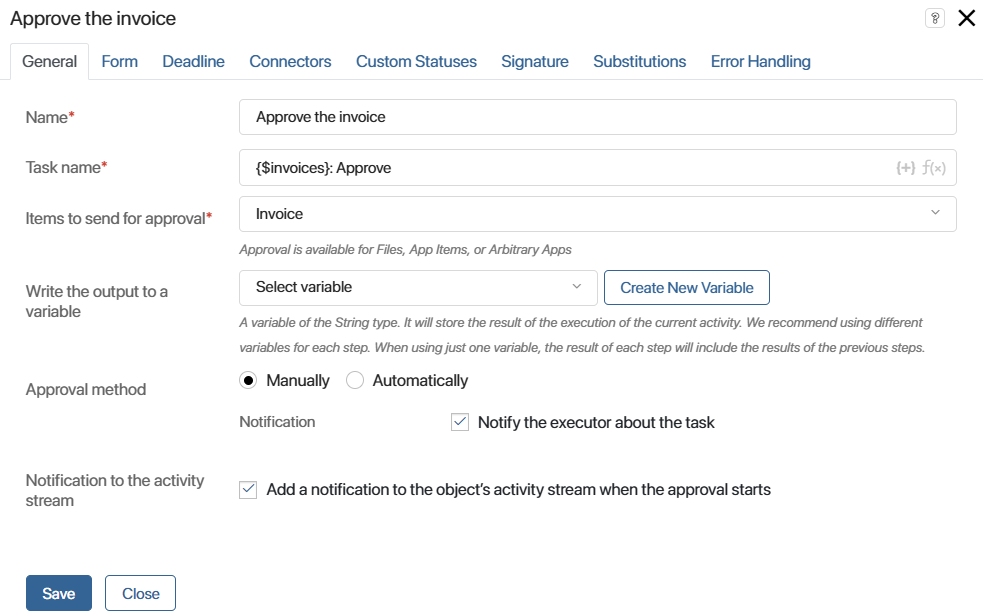 Approve the invoice
?
General Form Deadline Connectors Custom Statuses Signature Substitutions Error Handling
Name*
Approve the invoice
Task name*
{$invoices}: Approve
{+} f(x)
Items to send for approval*
Invoice
Approval is available for Files, App Items, or Arbitrary Apps
Write the output to a
variable
Select variable
Create New Variable
A variable of the String type. It will store the result of the execution of the current activity. We recommend using different
variables for each step. When using just one variable, the result of each step will include the results of the previous steps.
Approval method
Manually Automatically
Notification
Notify the executor about the task
Notification to the activity
stream
Add a notification to the object's activity stream when the approval starts
Save Close